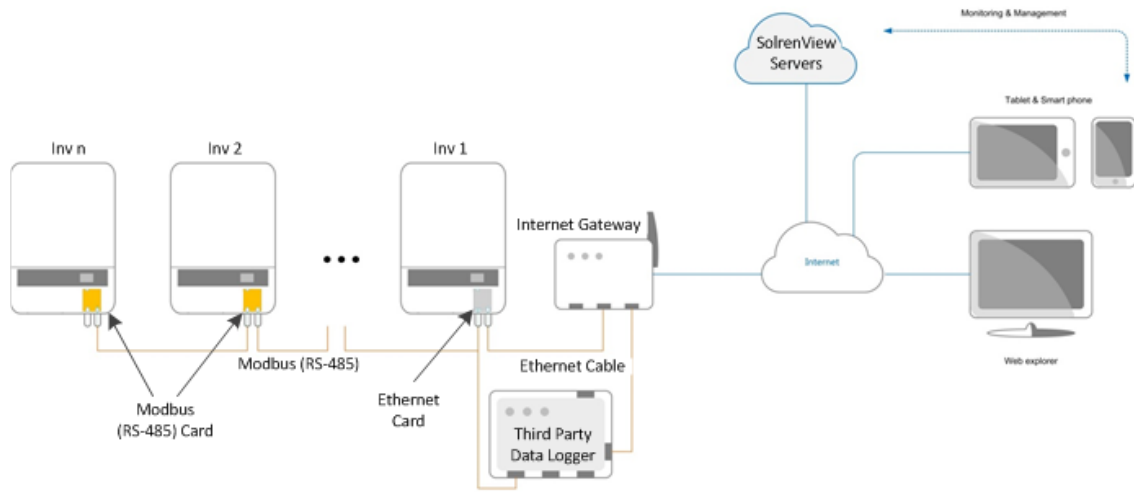 Monitoring & Management
SolrenView
Servers
Tablet & Smart phone
Inv n
Inv 2
Inv 1
Internet Gateway
Internet
Modbus (RS-485)
Ethernet Cable
Web explorer
Modbus
(RS-485) Card
Ethernet
Card
Third Party
Data Logger